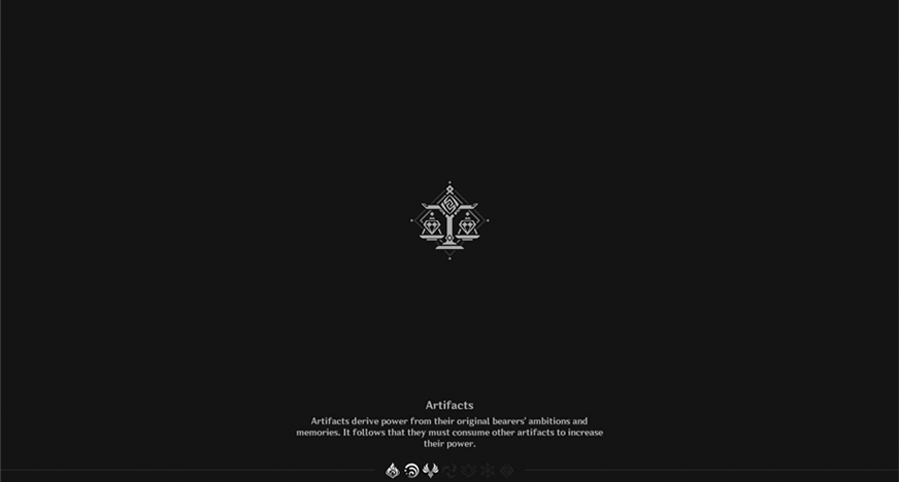 Artifacts
Artifacts derive power from their original bearers' ambitions and
memories. It follows that they must consume other artifacts to increase
their power.